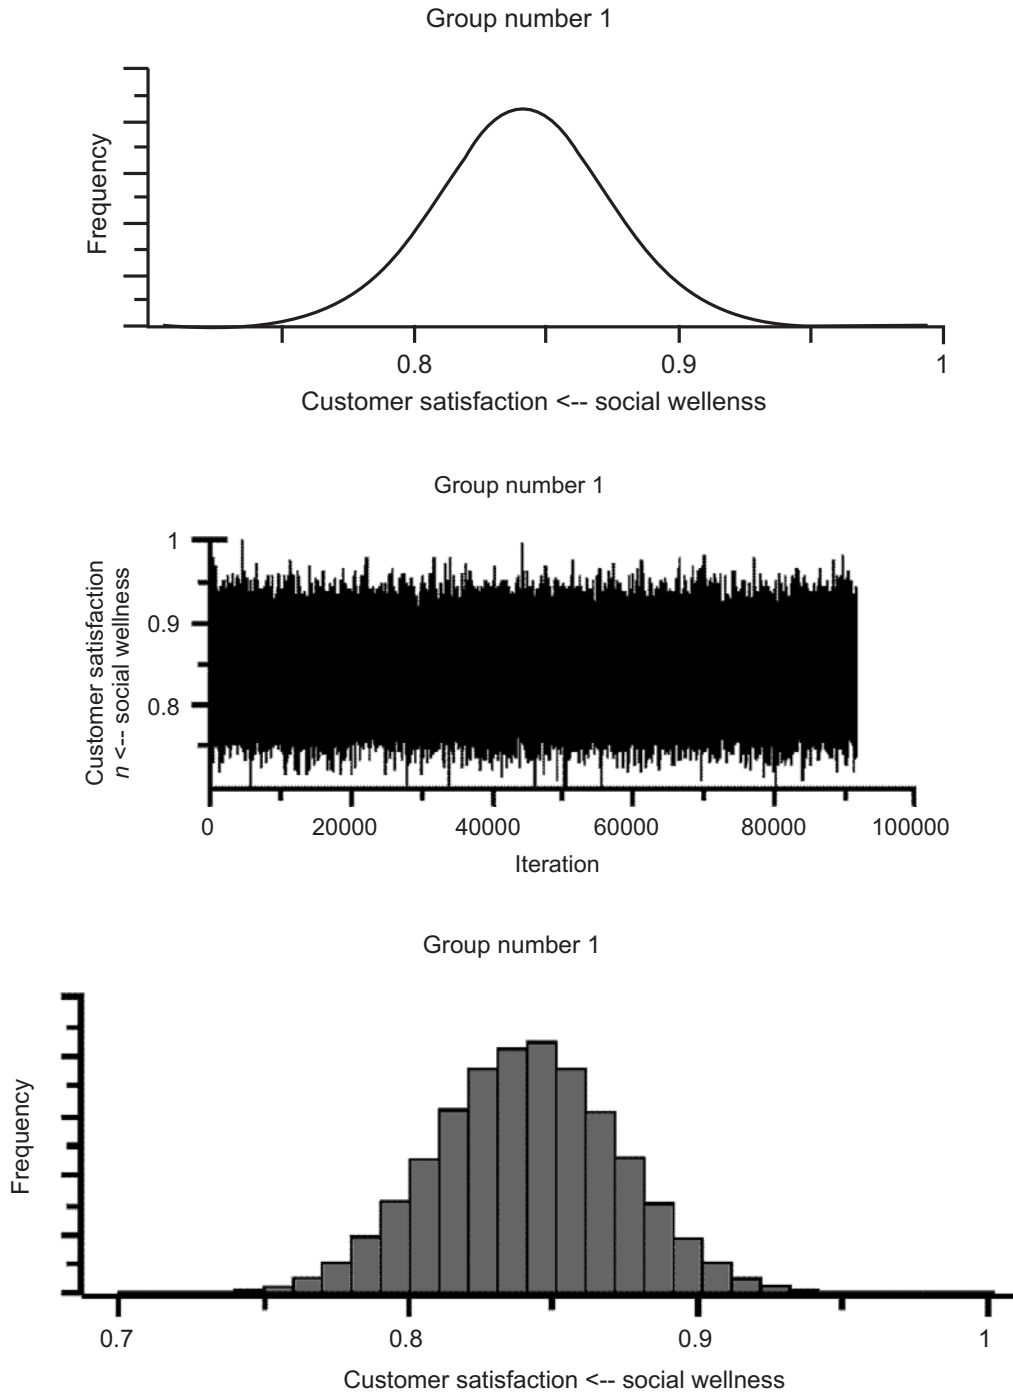 Group number 1
Frequency
0.8
0.9
1
Customer satisfaction <-- social wellenss
Group number 1
Customer satisfaction
n <-- social wellness
1
0.9
0.8
0
20000
40000
60000
80000
100000
Iteration
Group number 1
Frequency
0.7
0.8
0.9
1
Customer satisfaction <-- social wellness